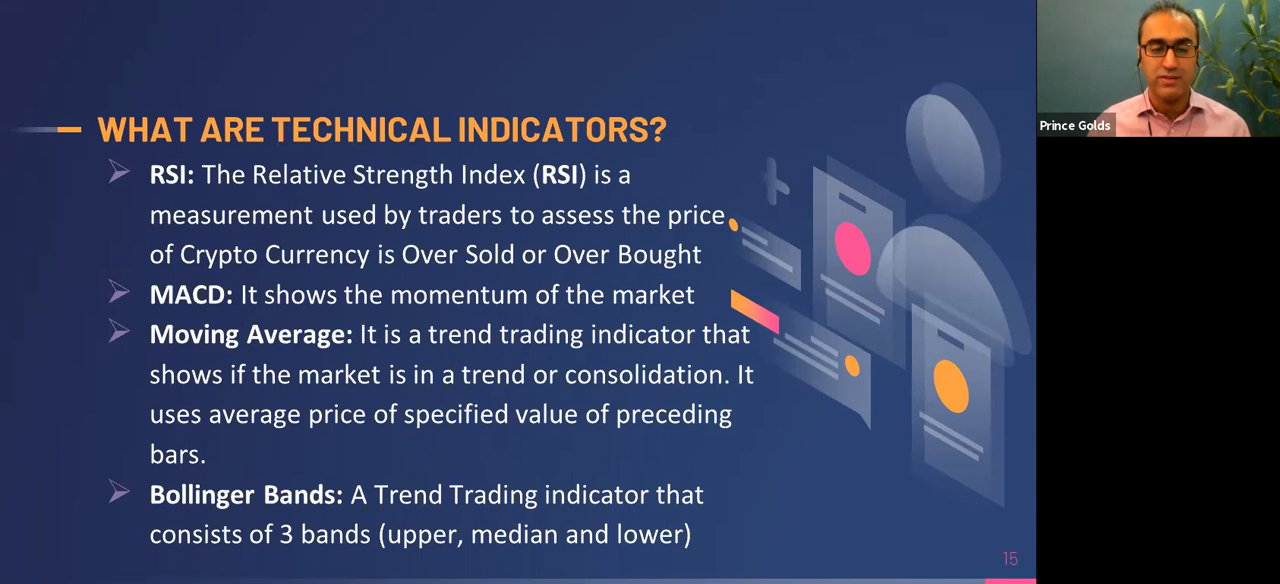 WHAT ARE TECHNICAL INDICATORS?
RSI: The Relative Strength Index (RSI) is a
measurement used by traders to assess the price
of Crypto Currency is Over Sold or Over Bought
MACD: It shows the momentum of the market
Moving Average: It is a trend trading indicator that
shows if the market is in a trend or consolidation. It
uses average price of specified value of preceding
bars.
Bollinger Bands: A Trend Trading indicator that
consists of 3 bands (upper, median and lower)
15
Prince Golds